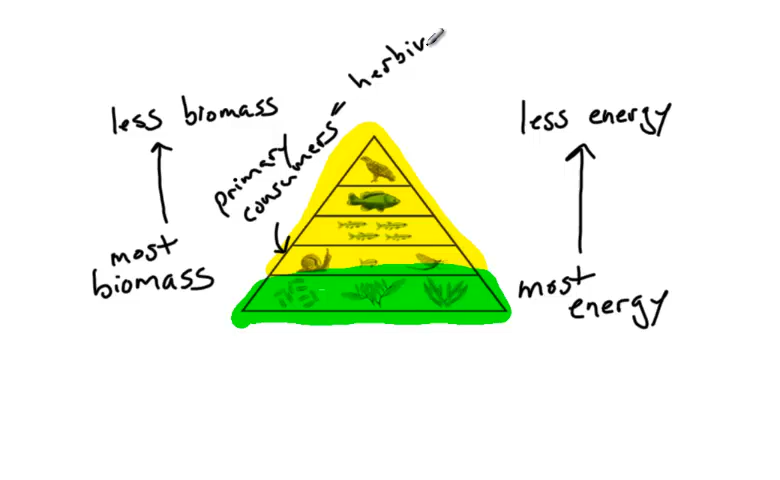 less biomass
most
biomass
primary
consumers = herbiv
less energy
most
energy